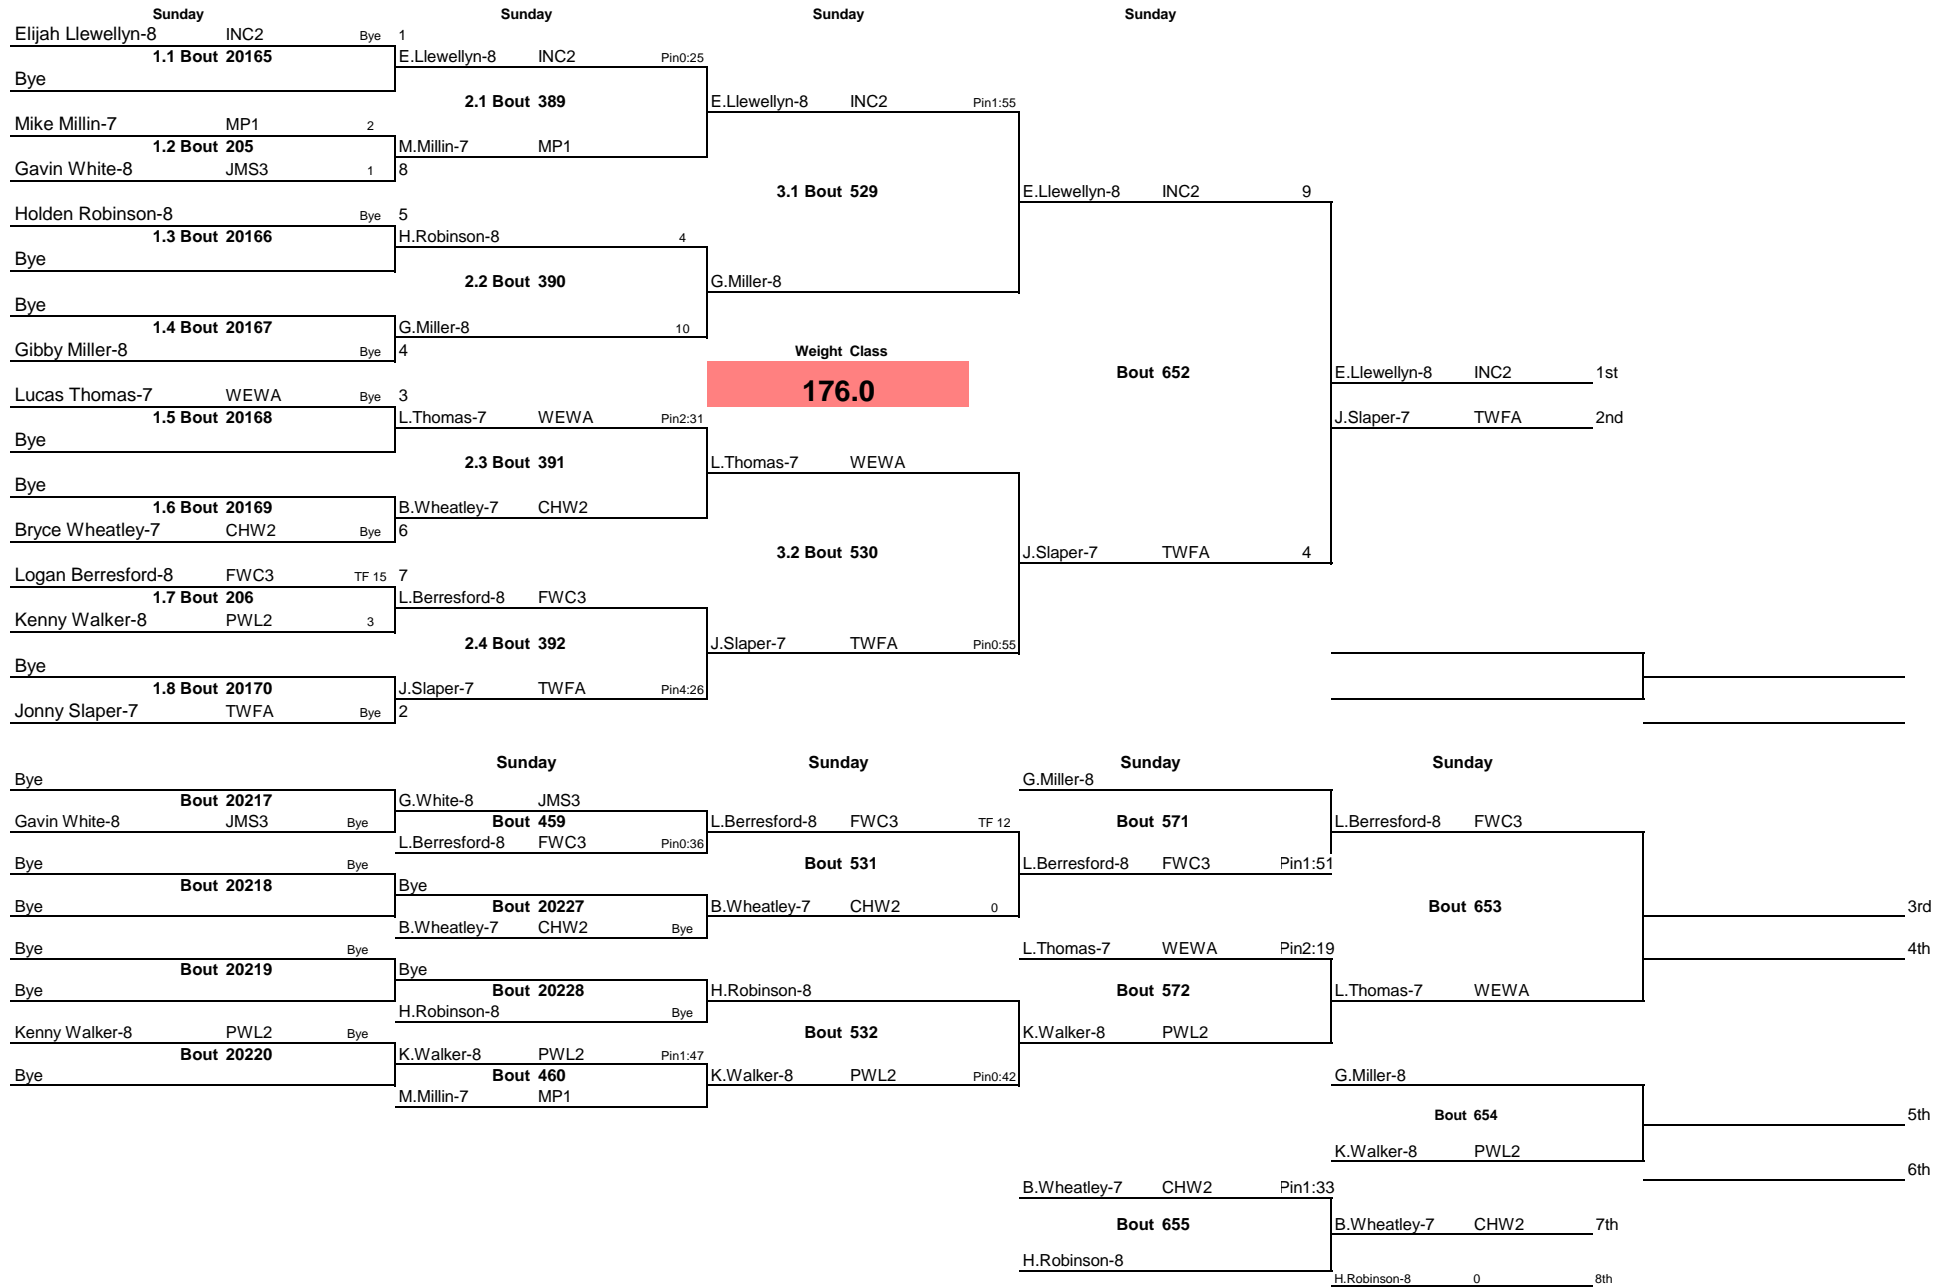 Sunday Sunday Sunday Sunday
Elijah Llewellyn-8 INC2 Bye 1
1.1 Bout 20165 E.Llewellyn-8 INC2 Pin0:25
Bye
2.1 Bout 389 E.Llewellyn-8 INC2 Pin1:55
Mike Millin-7 MP1 2
1.2 Bout 205 M.Millin-7 MP1
Gavin White-8 JMS3 1 8
3.1 Bout 529 E.Llewellyn-8 INC2 9
Holden Robinson-8 Bye 5
1.3 Bout 20166 H.Robinson-8 4
Bye
2.2 Bout 390 G.Miller-8
Bye
1.4 Bout 20167 G.Miller-8 10
Gibby Miller-8 Bye 4 Weight Class
Bout 652 E.Llewellyn-8 INC2 1st
Lucas Thomas-7 WEWA Bye 3 176.0
1.5 Bout 20168 L.Thomas-7 WEWA Pin2:31 J.Slaper-7 TWFA 2nd
Bye
2.3 Bout 391 L.Thomas-7 WEWA
Bye
1.6 Bout 20169 B.Wheatley-7 CHW2
Bryce Wheatley-7 CHW2 Bye 6
3.2 Bout 530 J.Slaper-7 TWFA 4
Logan Berresford-8 FWC3 TF 15 7
1.7 Bout 206 L.Berresford-8 FWC3
Kenny Walker-8 PWL2 3
2.4 Bout 392 J.Slaper-7 TWFA Pin0:55
Bye
1.8 Bout 20170 J.Slaper-7 TWFA Pin4:26
Jonny Slaper-7 TWFA Bye 2
Sunday Sunday Sunday Sunday
Bye G.Miller-8
Bout 20217 G.White-8 JMS3
Gavin White-8 JMS3 Bye Bout 459 L.Berresford-8 FWC3 TF 12 Bout 571 L.Berresford-8 FWC3
L.Berresford-8 FWC3 Pin0:36
Bye Bye Bout 531 L.Berresford-8 FWC3 Pin1:51
Bout 20218 Bye
Bye Bout 20227 B.Wheatley-7 CHW2 0 Bout 653 3rd
B.Wheatley-7 CHW2 Bye
Bye Bye L.Thomas-7 WEWA Pin2:19 4th
Bout 20219 Bye
Bye Bout 20228 H.Robinson-8 Bout 572 L.Thomas-7 WEWA
H.Robinson-8 Bye
Kenny Walker-8 PWL2 Bye Bout 532 K.Walker-8 PWL2
Bout 20220 K.Walker-8 PWL2 Pin1:47
Bye Bout 460 K.Walker-8 PWL2 Pin0:42 G.Miller-8
M.Millin-7 MP1
Bout 654 5th
K.Walker-8 PWL2
6th
B.Wheatley-7 CHW2 Pin1:33
Bout 655 B.Wheatley-7 CHW2 7th
H.Robinson-8
H.Robinson-8 0 8th